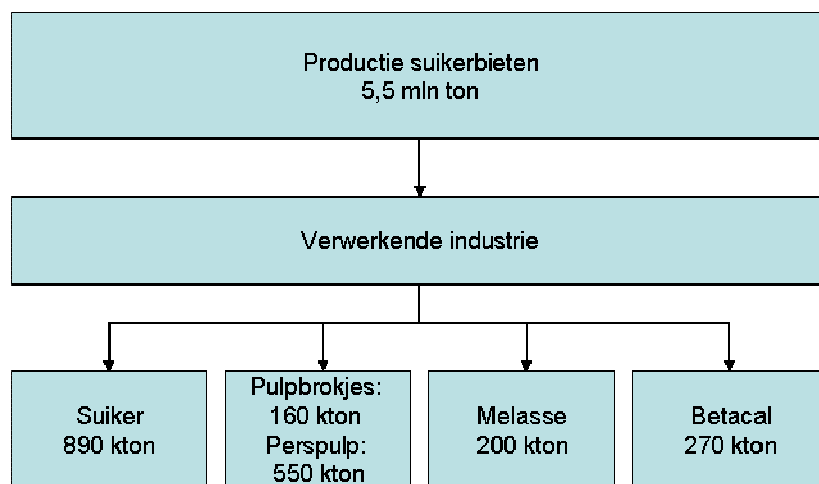 Productie suikerbieten
5,5 mln ton
Verwerkende industrie
Suiker
890 kton
Pulpbrokjes:
160 kton
Perspulp:
550 kton
Melasse
200 kton
Betacal
270 kton